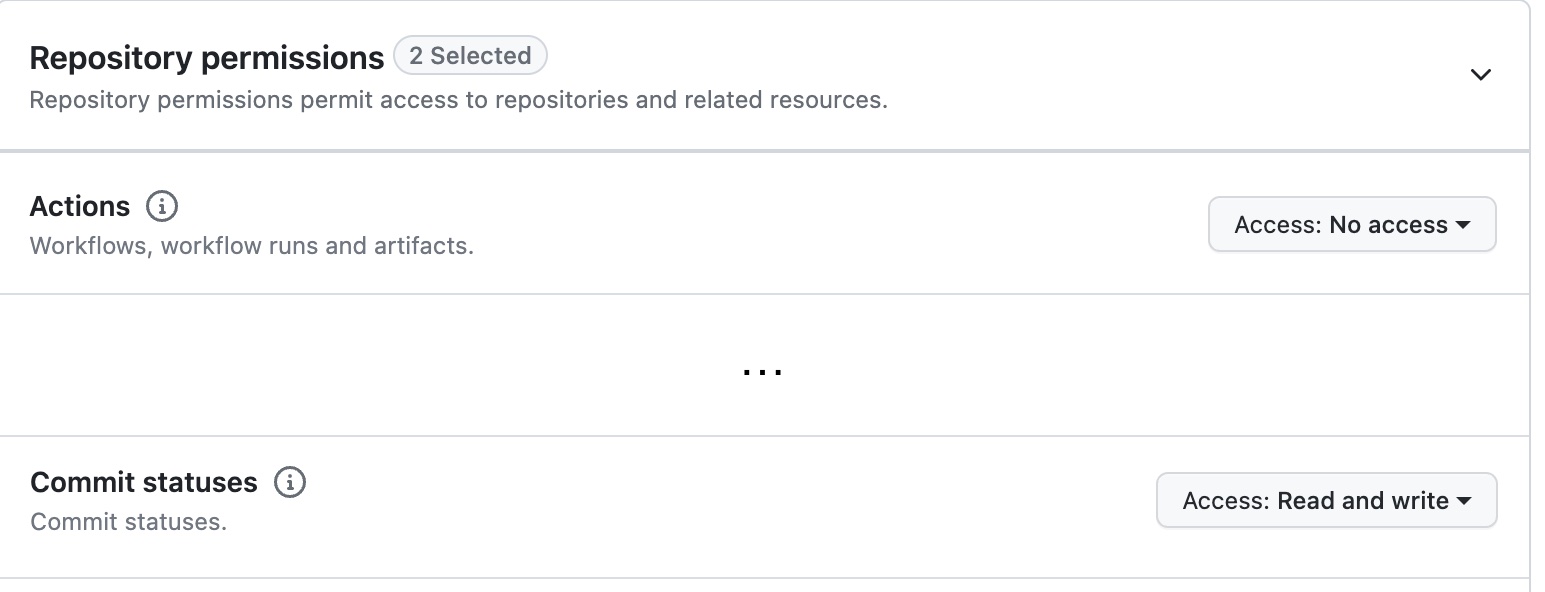 Repository permissions 2 Selected
Repository permissions permit access to repositories and related resources.
Actions
Access: No access
Workflows, workflow runs and artifacts.
...
Commit statuses
Access: Read and write
Commit statuses.